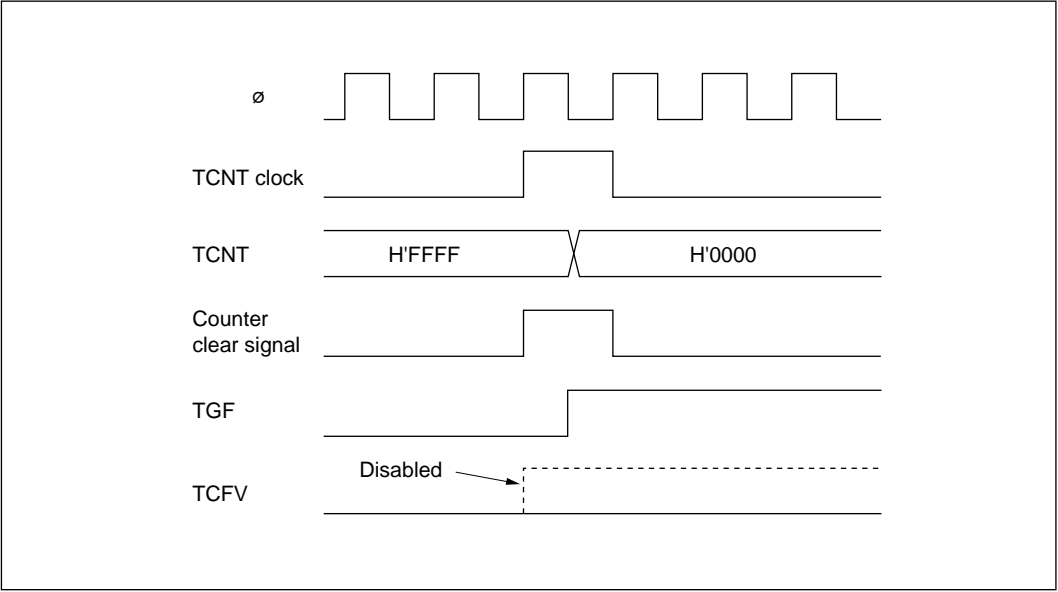 ø
TCNT clock
TCNT
H'FFFF
H'0000
Counter
clear signal
TGF
Disabled
TCFV